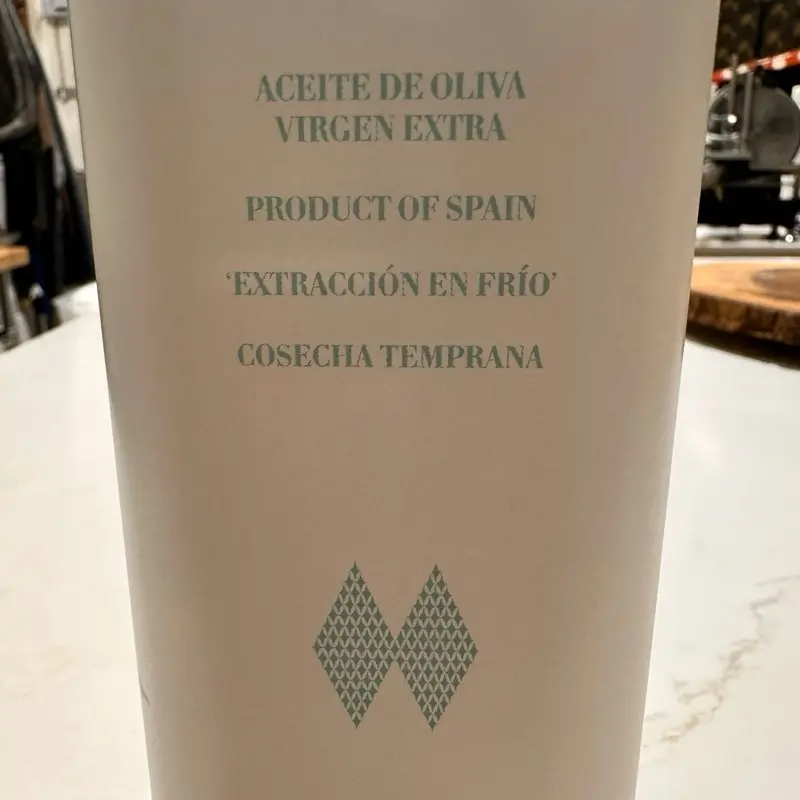 ACEITE DE OLIVA
VIRGEN EXTRA
PRODUCT OF SPAIN
‘EXTRACCIÓN EN FRÍO’
COSECHA TEMPRANA